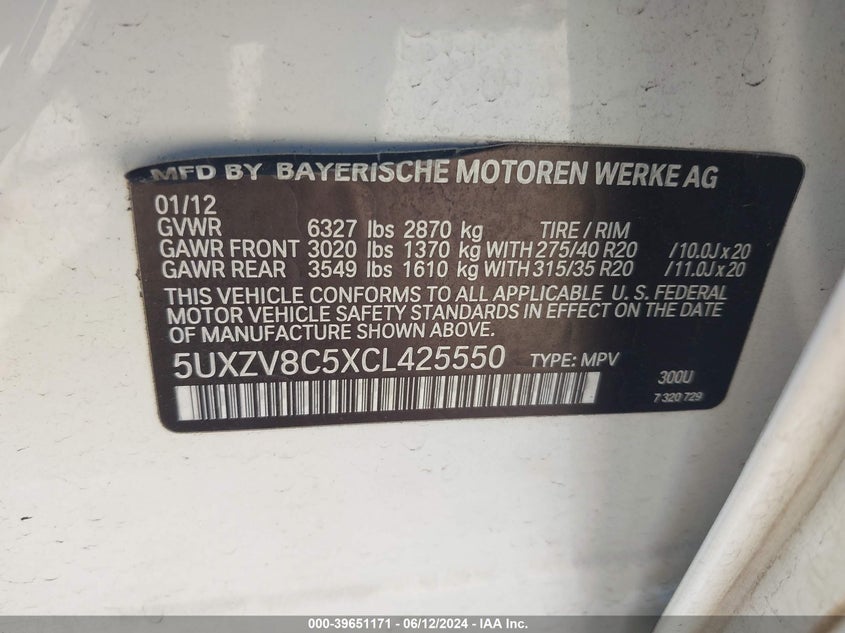 MFD BY BAYERISCHE MOTOREN WERKE AG
01/12
GVWR 6327 lbs 2870 kg TIRE / RIM
GAWR FRONT 3020 lbs 1370 kg WITH 275/40 R20 /10.0J x 20
GAWR REAR 3549 lbs 1610 kg WITH 315/35 R20 /11.0J x 20
THIS VEHICLE CONFORMS TO ALL APPLICABLE U. S. FEDERAL
MOTOR VEHICLE SAFETY STANDARDS IN EFFECT ON THE DATE
OF MANUFACTURE SHOWN ABOVE.
5UXZV8C5XCL425550 TYPE: MPV
300U
7 320 729
000-39651171 - 06/12/2024 - IAA Inc.